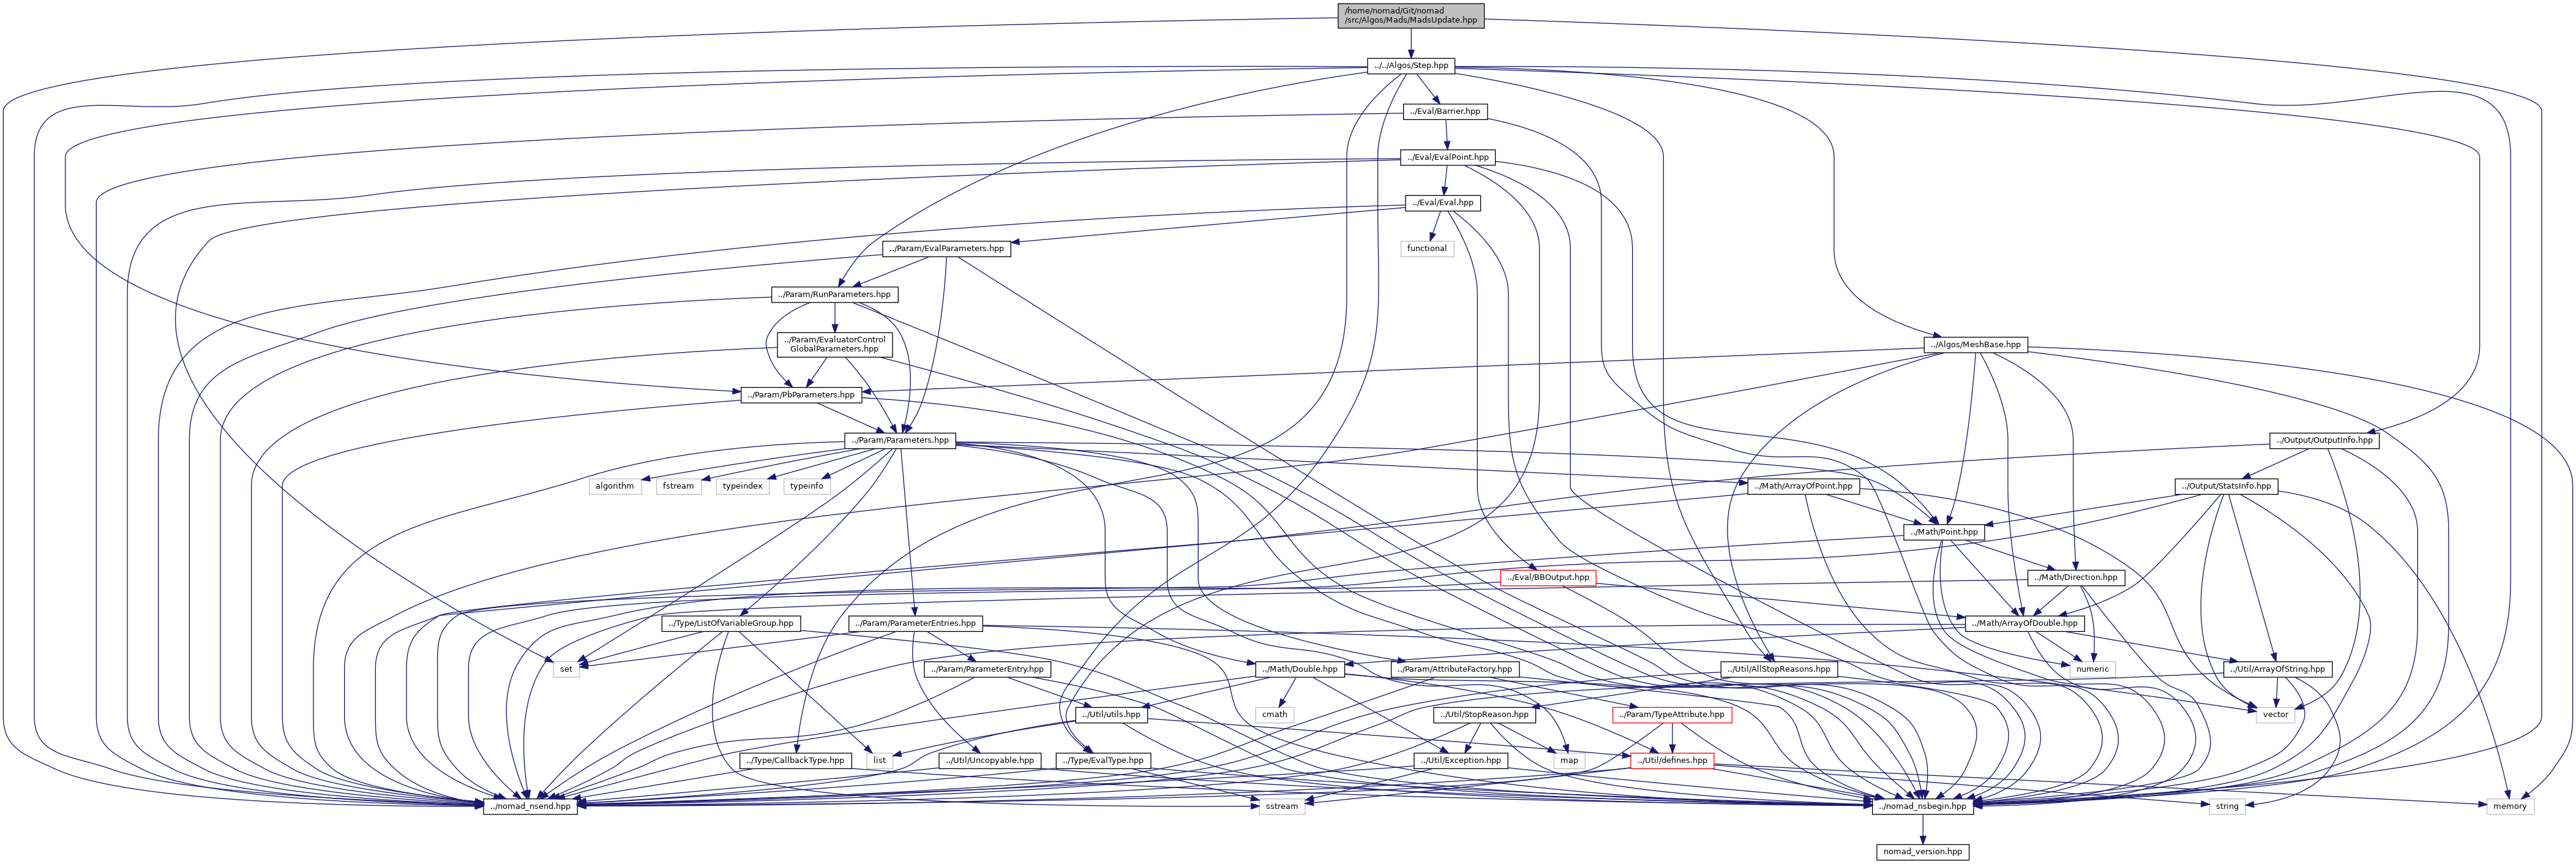 /home/nomad/Git/nomad
/src/Algos/Mads/MadsUpdate.hpp
../../Algos/Step.hpp
../Eval/Barrier.hpp
../Eval/EvalPoint.hpp
../Eval/Eval.hpp
../Param/EvalParameters.hpp
functional
../Param/RunParameters.hpp
../Param/EvaluatorControl
GlobalParameters.hpp
../Algos/MeshBase.hpp
../Param/PbParameters.hpp
../Param/Parameters.hpp
../Output/OutputInfo.hpp
algorithm
fstream
typeindex
typeinfo
../Math/ArrayOfPoint.hpp
../Output/StatsInfo.hpp
../Math/Point.hpp
../Eval/BBOutput.hpp
../Math/Direction.hpp
../Type/ListOfVariableGroup.hpp
../Param/ParameterEntries.hpp
../Math/ArrayOfDouble.hpp
set
../Param/ParameterEntry.hpp
../Math/Double.hpp
../Param/AttributeFactory.hpp
../Util/AllStopReasons.hpp
numeric
../Util/ArrayOfString.hpp
../Util/utils.hpp
cmath
../Util/StopReason.hpp
../Param/TypeAttribute.hpp
vector
../Type/CallbackType.hpp
list
../Util/Uncopyable.hpp
../Type/EvalType.hpp
../Util/Exception.hpp
map
../Util/defines.hpp
../nomad_nsend.hpp
sstream
../nomad_nsbegin.hpp
string
memory
nomad_version.hpp